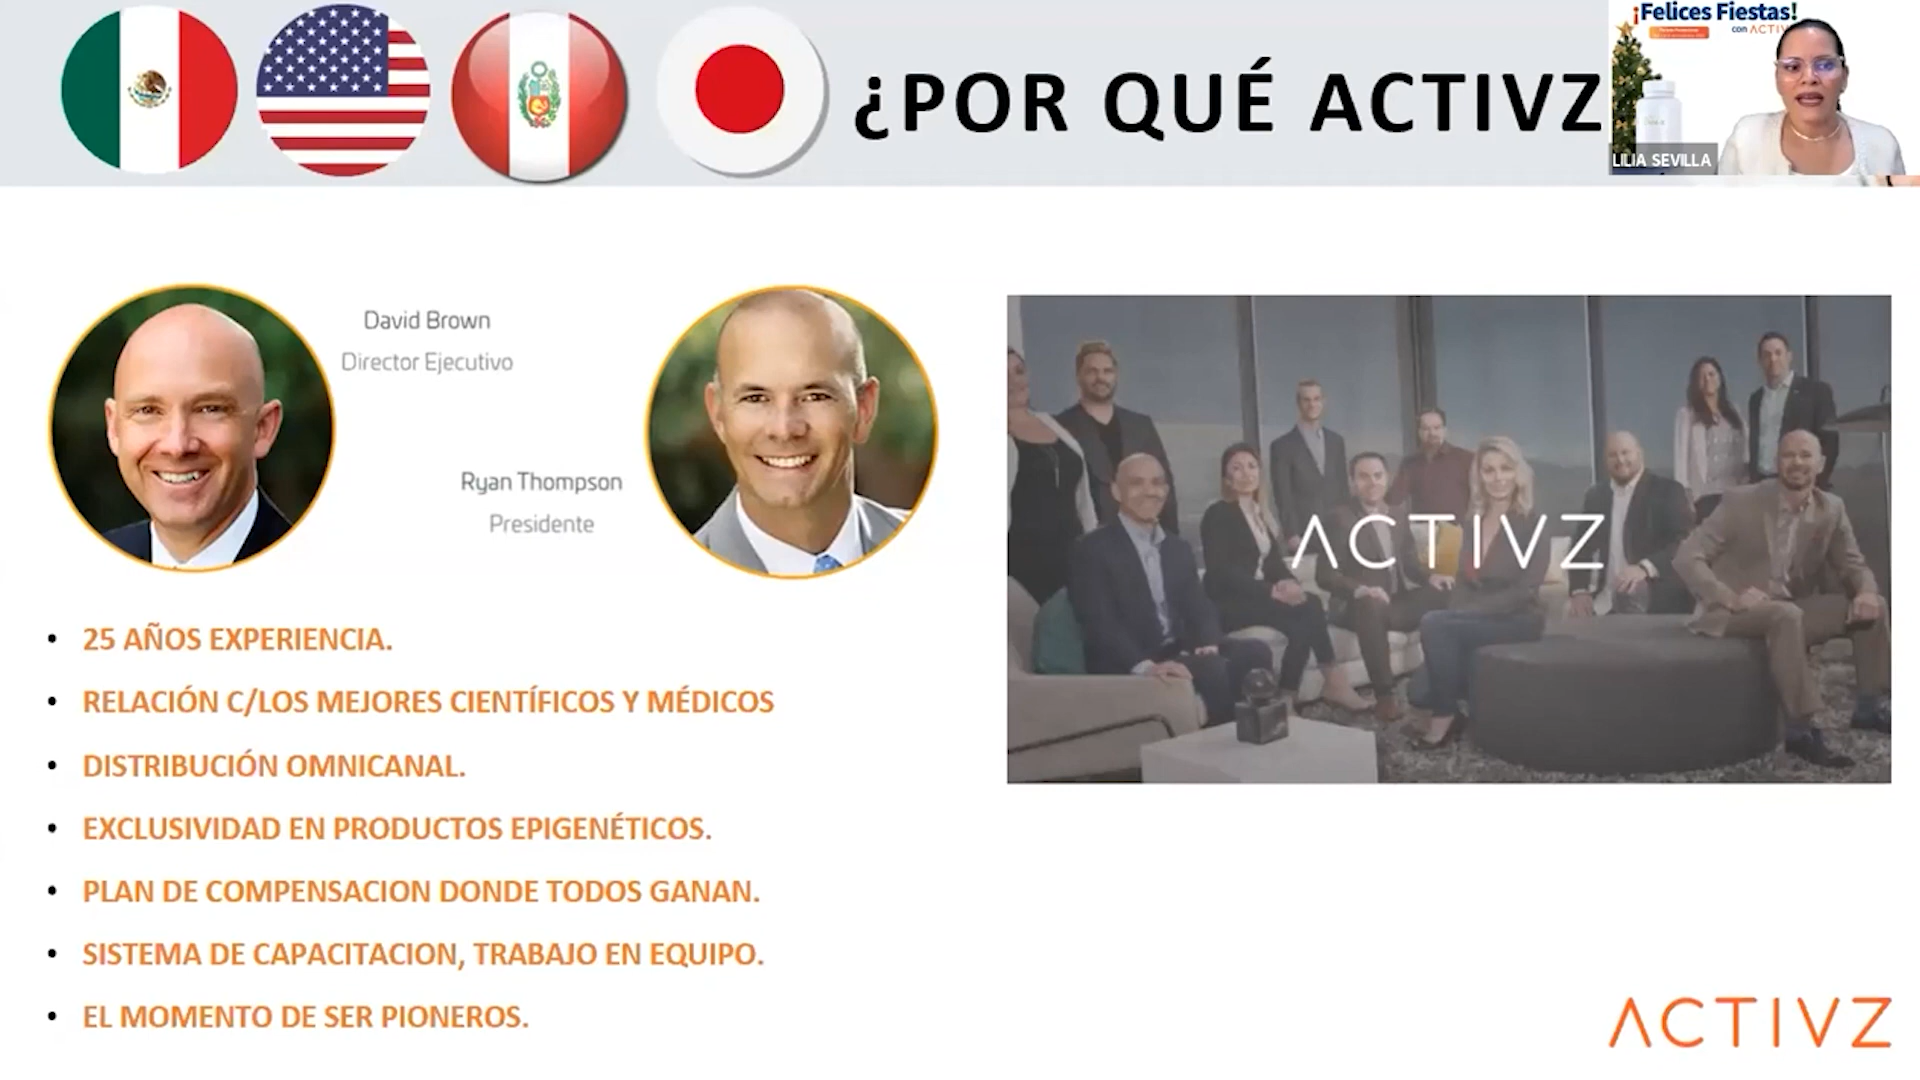 ¿POR QUÉ ACTIVZ
¡Felices Fiestas!
con ACTIV
LILIA SEVILLA
David Brown
Director Ejecutivo
Ryan Thompson
Presidente
ACTIVZ
• 25 AÑOS EXPERIENCIA.
• RELACIÓN C/LOS MEJORES CIENTÍFICOS Y MÉDICOS
• DISTRIBUCIÓN OMNICANAL.
• EXCLUSIVIDAD EN PRODUCTOS EPIGENÉTICOS.
• PLAN DE COMPENSACION DONDE TODOS GANAN.
• SISTEMA DE CAPACITACION, TRABAJO EN EQUIPO.
• EL MOMENTO DE SER PIONEROS.
ACTIVZ